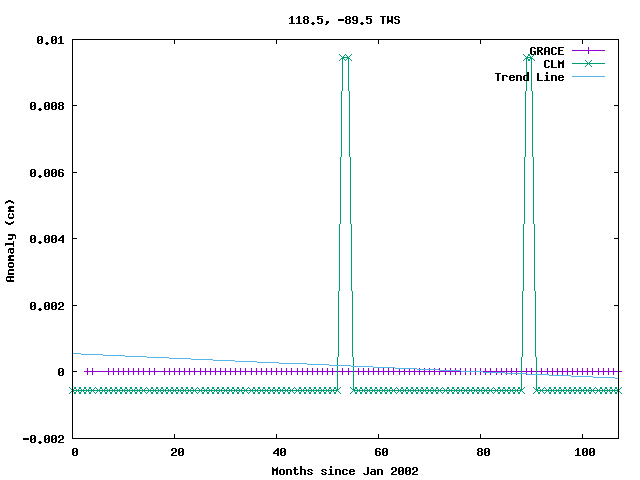 118.5, -89.5 TWS
GRACE
CLM
Trend Line
Anomaly (cm)
0.01
0.008
0.006
0.004
0.002
0
-0.002
0 20 40 60 80 100
Months since Jan 2002